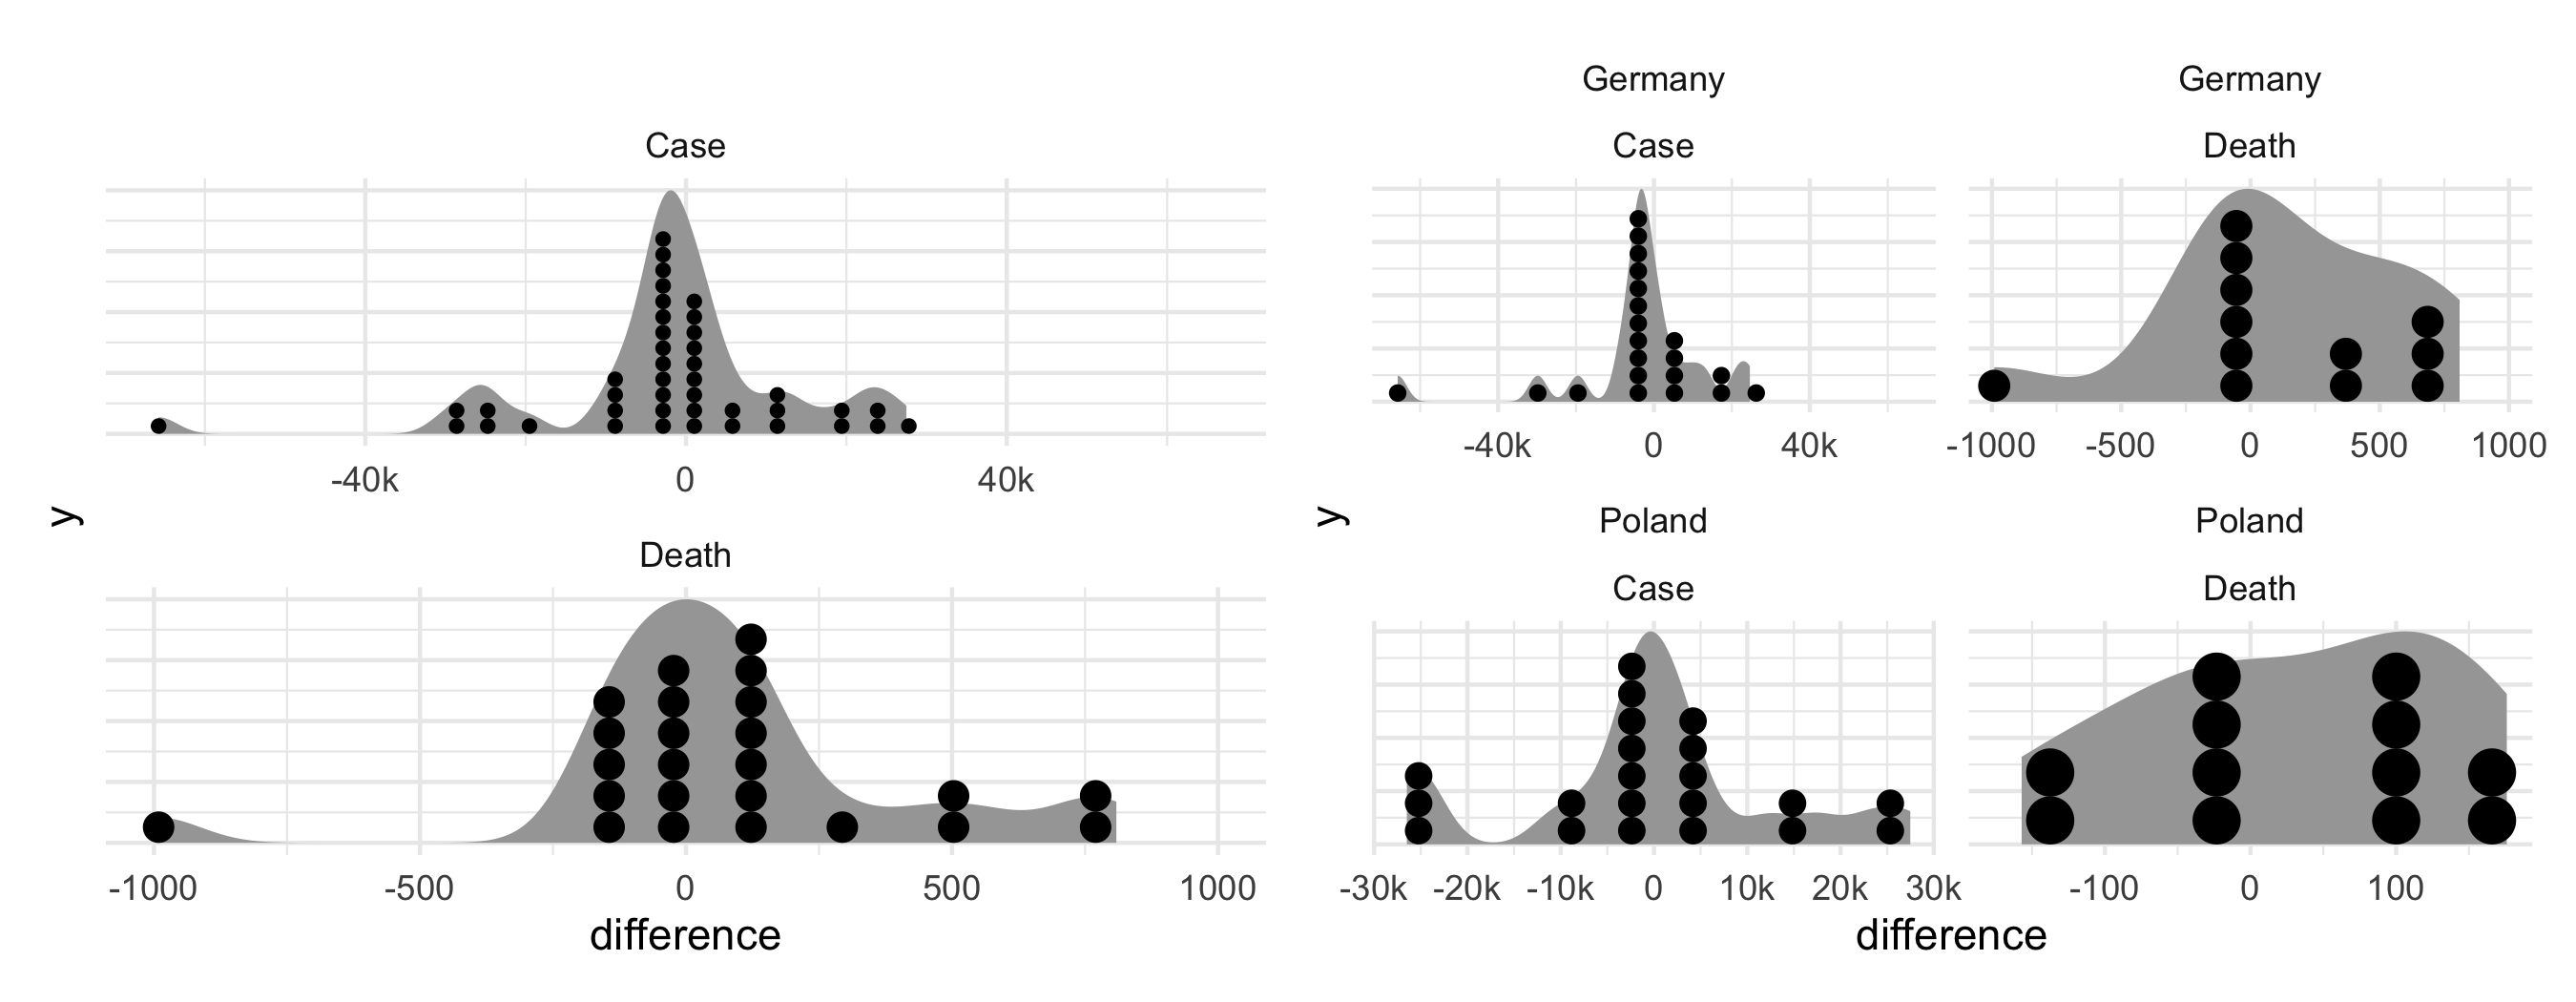 Case
-40k 0 40k
y
Death
-1000 -500 0 500 1000
difference
Germany Germany
Case Death
-40k 0 40k -1000 -500 0 500 1000
y
Poland Poland
Case Death
-30k -20k -10k 0 10k 20k 30k -100 0 100
difference